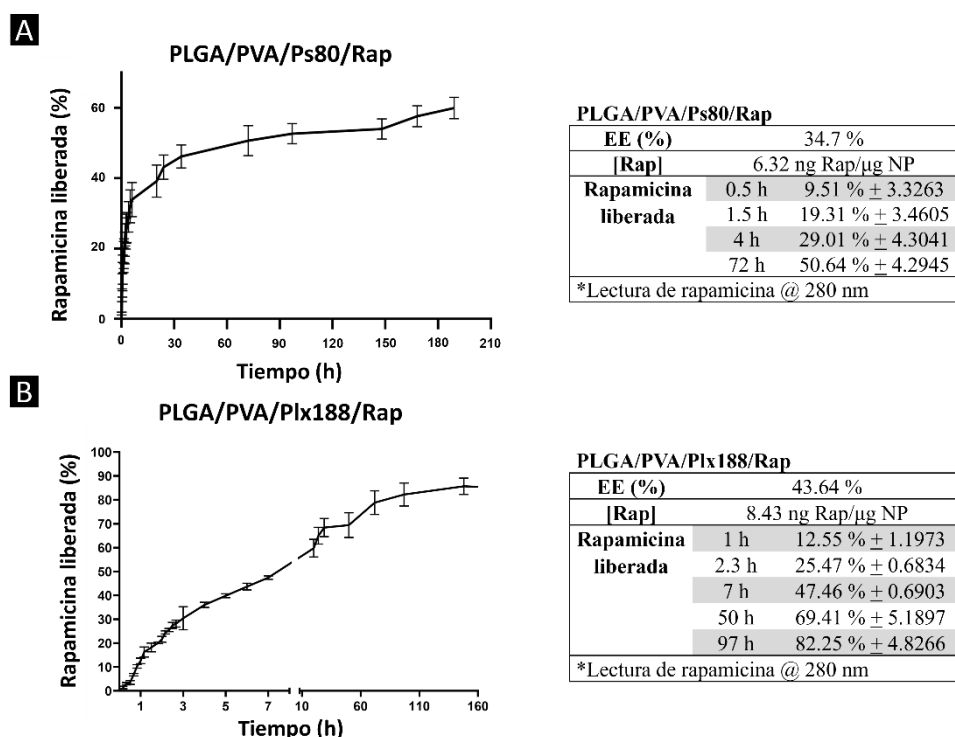 A
PLGA/PVA/Ps80/Rap
Rapamicina liberada (%)
60
40
20
0
0 30 60 90 120 150 180 210
Tiempo (h)
PLGA/PVA/Ps80/Rap
EE (%) 34.7 %
[Rap] 6.32 ng Rap/µg NP
Rapamicina 0.5 h 9.51 % ± 3.3263
liberada 1.5 h 19.31 % ± 3.4605
4 h 29.01 % ± 4.3041
72 h 50.64 % ± 4.2945
*Lectura de rapamicina @ 280 nm
B
PLGA/PVA/Plx188/Rap
Rapamicina liberada (%)
100
90
80
70
60
50
40
30
20
10
0
1 3 5 7 10 60 110 160
Tiempo (h)
PLGA/PVA/Plx188/Rap
EE (%) 43.64 %
[Rap] 8.43 ng Rap/µg NP
Rapamicina 1 h 12.55 % ± 1.1973
liberada 2.3 h 25.47 % ± 0.6834
7 h 47.46 % ± 0.6903
50 h 69.41 % ± 5.1897
97 h 82.25 % ± 4.8266
*Lectura de rapamicina @ 280 nm